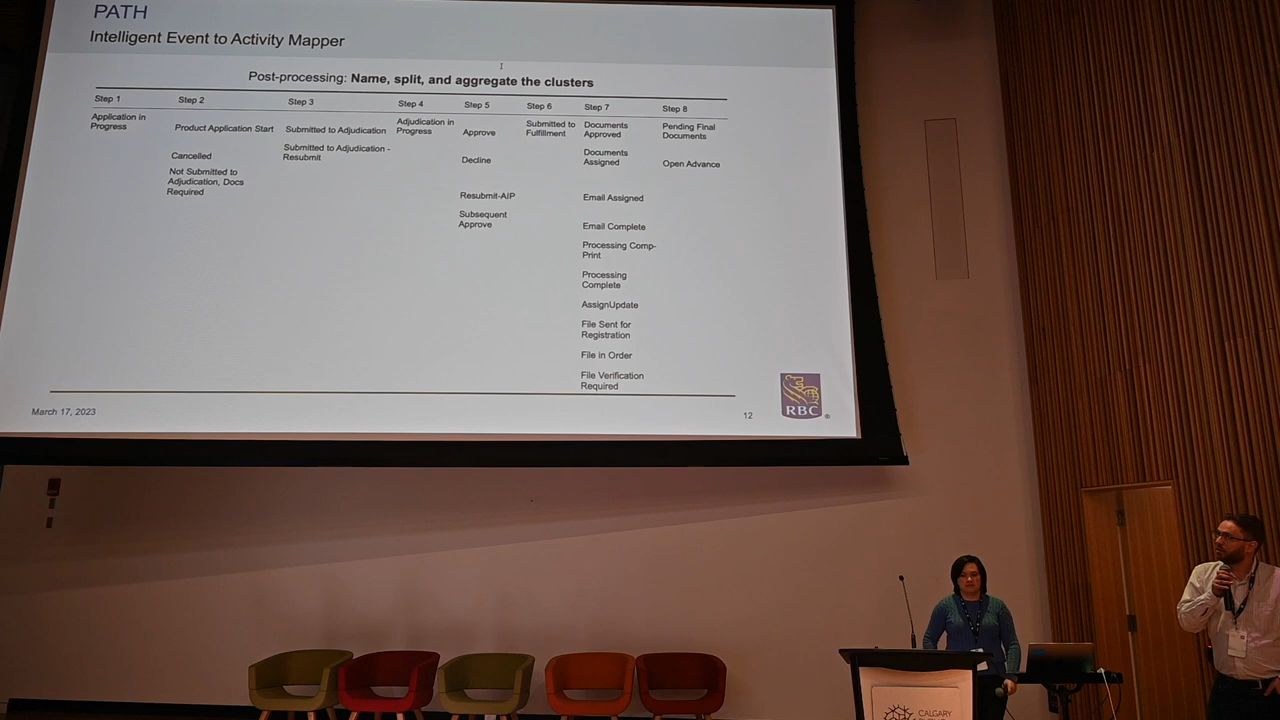 PATH
Intelligent Event to Activity Mapper
Post-processing: Name, split, and aggregate the clusters
Step 1
Step 2
Step 3
Step 4
Step 5
Step 6
Step 7
Step 8
Application in
Progress
Product Application Start
Cancelled
Not Submitted to
Adjudication, Docs
Required
Submitted to Adjudication
Submitted to Adjudication -
Resubmit
Adjudication in
Progress
Approve
Decline
Resubmit-AIP
Subsequent
Approve
Submitted to
Fulfillment
Documents
Approved
Documents
Assigned
Email Assigned
Email Complete
Processing Comp-
Print
Processing
Complete
AssignUpdate
File Sent for
Registration
File in Order
File Verification
Required
Pending Final
Documents
Open Advance
March 17, 2023
12
RBC
®
CALGARY